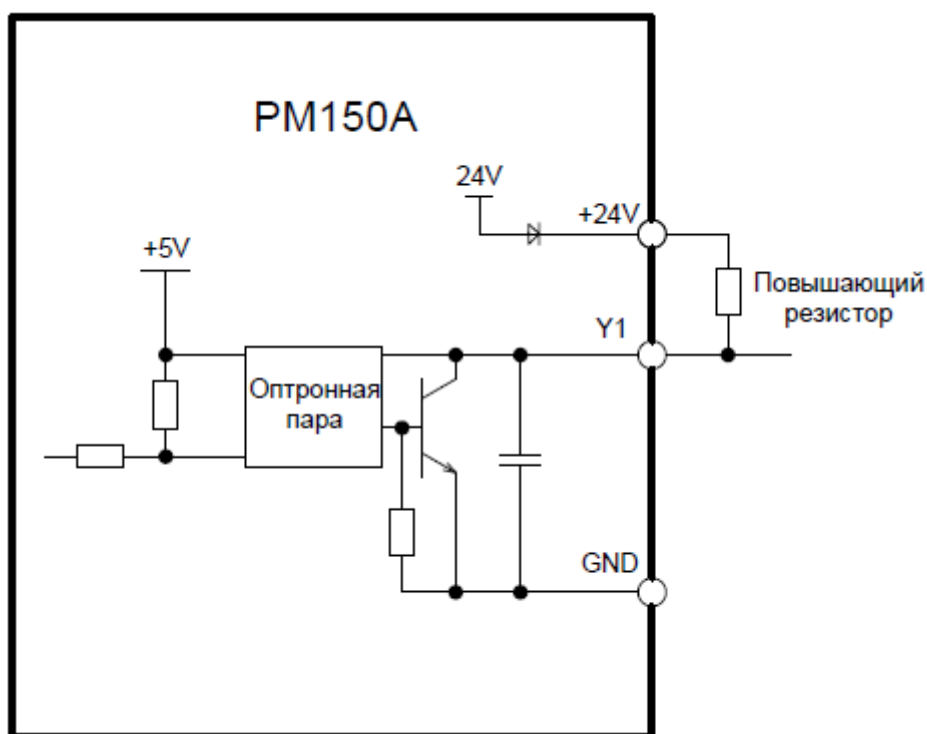 PM150A
24V
+24V
+5V
Повышающий
резистор
Y1
Оптронная
пара
GND